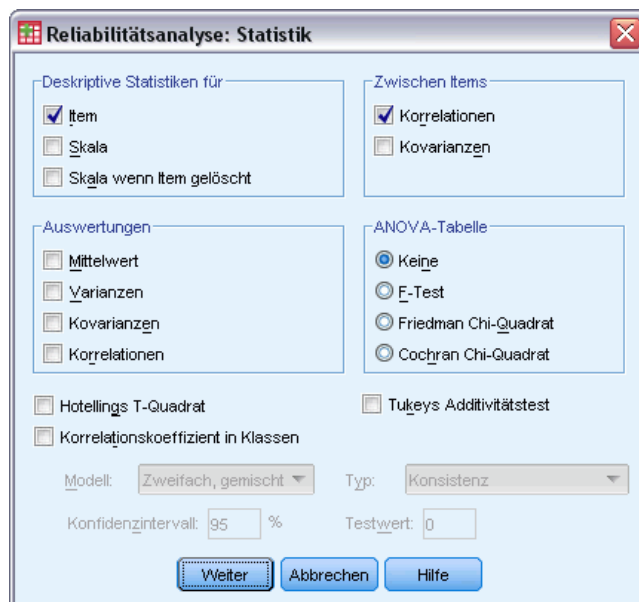 Reliabilitätsanalyse: Statistik
Deskriptive Statistiken für
Item
Skala
Skala wenn Item gelöscht
Zwischen Items
Korrelationen
Kovarianzen
Auswertungen
Mittelwert
Varianzen
Kovarianzen
Korrelationen
ANOVA-Tabelle
Keine
F-Test
Friedman Chi-Quadrat
Cochran Chi-Quadrat
Hotellings T-Quadrat
Tukeys Additivitätstest
Korrelationskoeffizient in Klassen
Modell: Zweifach, gemischt Typ: Konsistenz
Konfidenzintervall: 95 % Testwert: 0
Weiter Abbrechen Hilfe